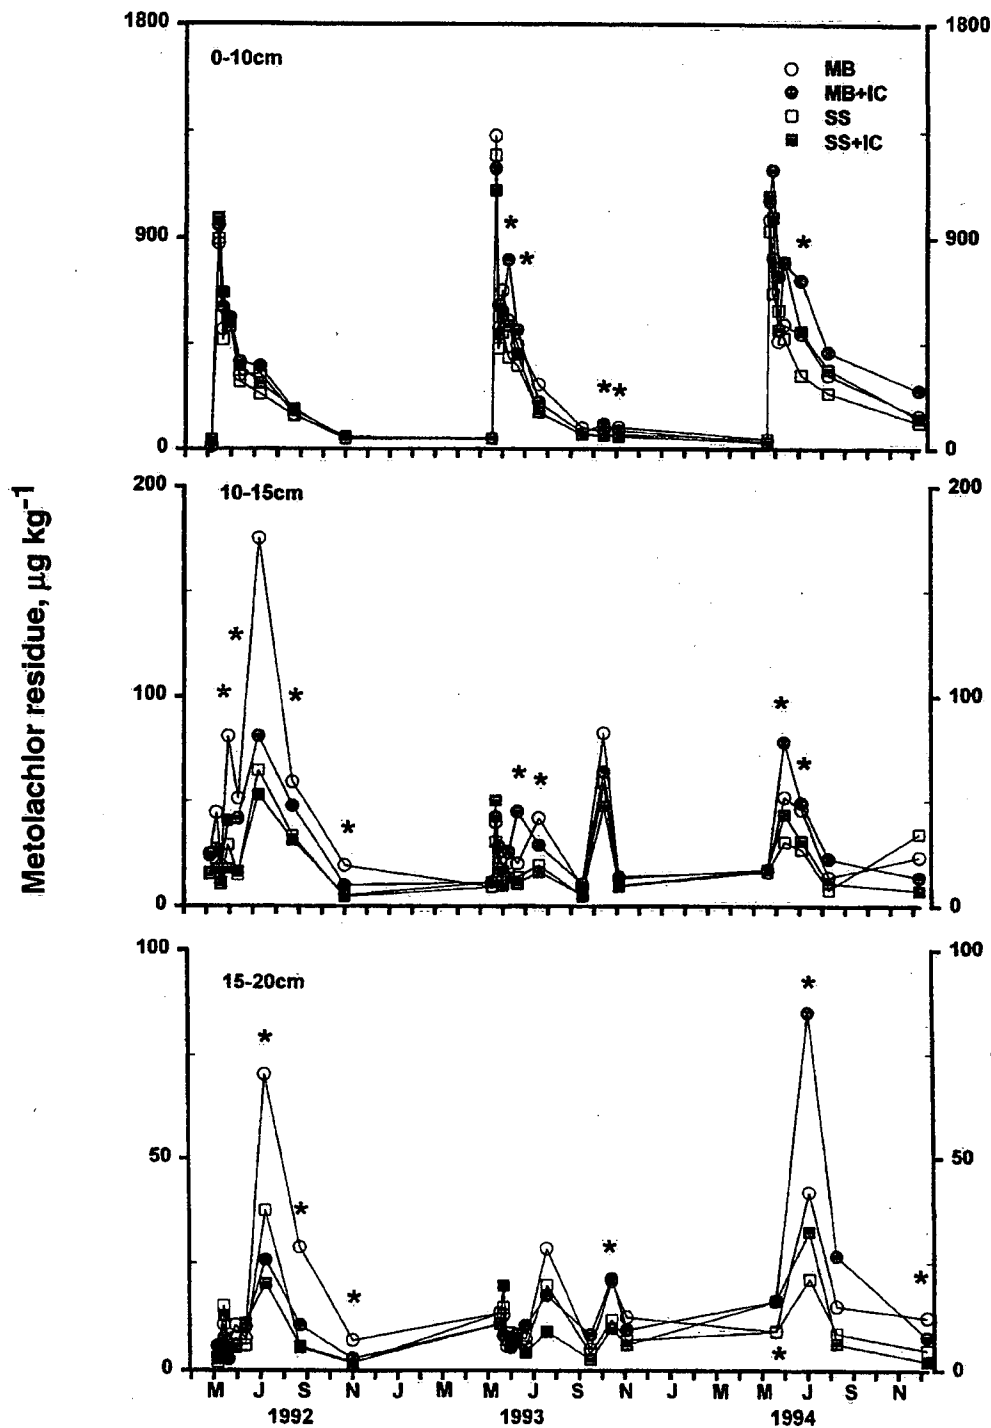 1800 1800
0-10cm
MB
MB+IC
SS
SS+IC
* * * * *
900 900
0 0
Metolachlor residue, µg kg⁻¹
200 200
10-15cm
* * * * * * * *
100 100
0 0
100 100
15-20cm
* * * * * * *
50 50
0 0
M J S N J M M J S N J M M J S N
1992 1993 1994